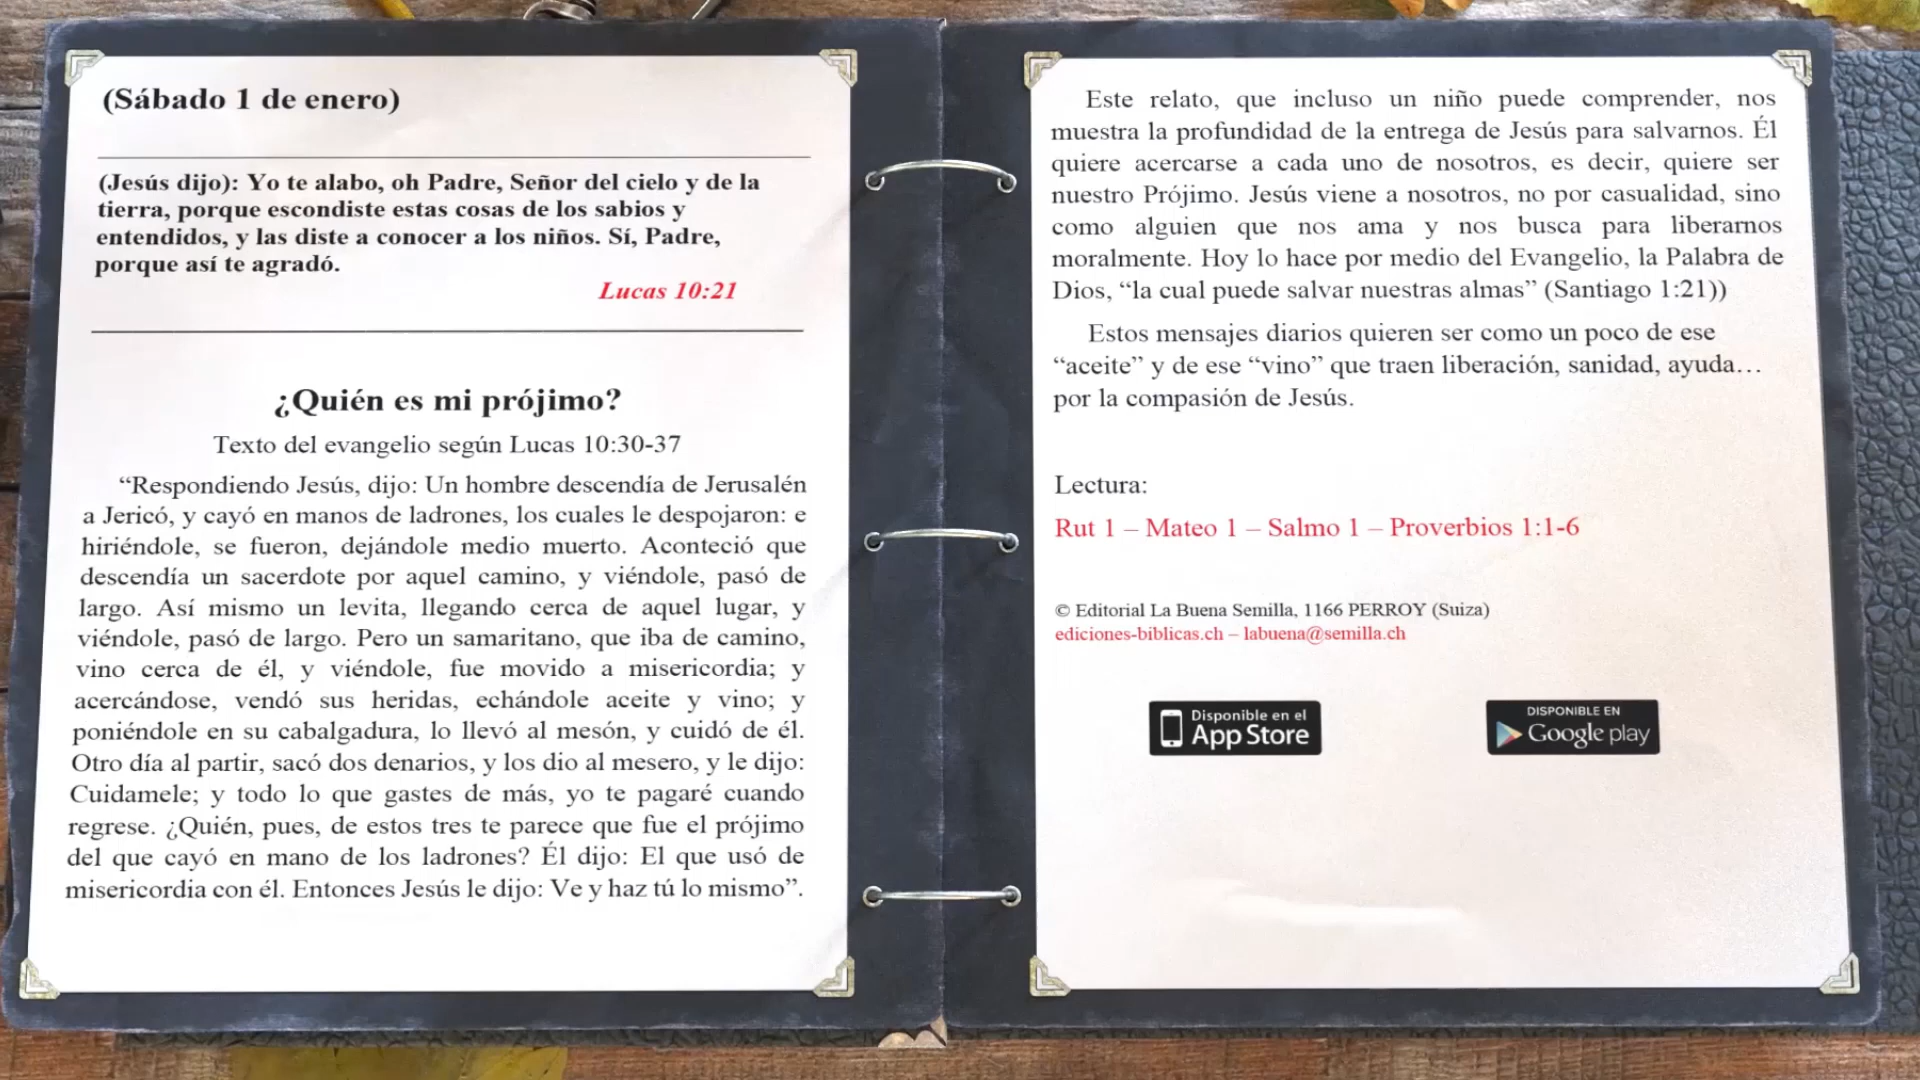 (Sábado 1 de enero)
(Jesús dijo): Yo te alabo, oh Padre, Señor del cielo y de la
tierra, porque escondiste estas cosas de los sabios y
entendidos, y las diste a conocer a los niños. Sí, Padre,
porque así te agradó.
Lucas 10:21
¿Quién es mi prójimo?
Texto del evangelio según Lucas 10:30-37
“Respondiendo Jesús, dijo: Un hombre descendía de Jerusalén
a Jericó, y cayó en manos de ladrones, los cuales le despojaron: e
hiriéndole, se fueron, dejándole medio muerto. Aconteció que
descendía un sacerdote por aquel camino, y viéndole, pasó de
largo. Así mismo un levita, llegando cerca de aquel lugar, y
viéndole, pasó de largo. Pero un samaritano, que iba de camino,
vino cerca de él, y viéndole, fue movido a misericordia; y
acercándose, vendó sus heridas, echándole aceite y vino; y
poniéndole en su cabalgadura, lo llevó al mesón, y cuidó de él.
Otro día al partir, sacó dos denarios, y los dio al mesero, y le dijo:
Cuidamele; y todo lo que gastes de más, yo te pagaré cuando
regrese. ¿Quién, pues, de estos tres te parece que fue el prójimo
del que cayó en mano de los ladrones? Él dijo: El que usó de
misericordia con él. Entonces Jesús le dijo: Ve y haz tú lo mismo”.
Este relato, que incluso un niño puede comprender, nos
muestra la profundidad de la entrega de Jesús para salvarnos. Él
quiere acercarse a cada uno de nosotros, es decir, quiere ser
nuestro Prójimo. Jesús viene a nosotros, no por casualidad, sino
como alguien que nos ama y nos busca para liberarnos
moralmente. Hoy lo hace por medio del Evangelio, la Palabra de
Dios, “la cual puede salvar nuestras almas” (Santiago 1:21))
Estos mensajes diarios quieren ser como un poco de ese
“aceite” y de ese “vino” que traen liberación, sanidad, ayuda…
por la compasión de Jesús.
Lectura:
Rut 1 – Mateo 1 – Salmo 1 – Proverbios 1:1-6
© Editorial La Buena Semilla, 1166 PERROY (Suiza)
ediciones-biblicas.ch – labuena@semilla.ch
Disponible en el
App Store
DISPONIBLE EN
Google play